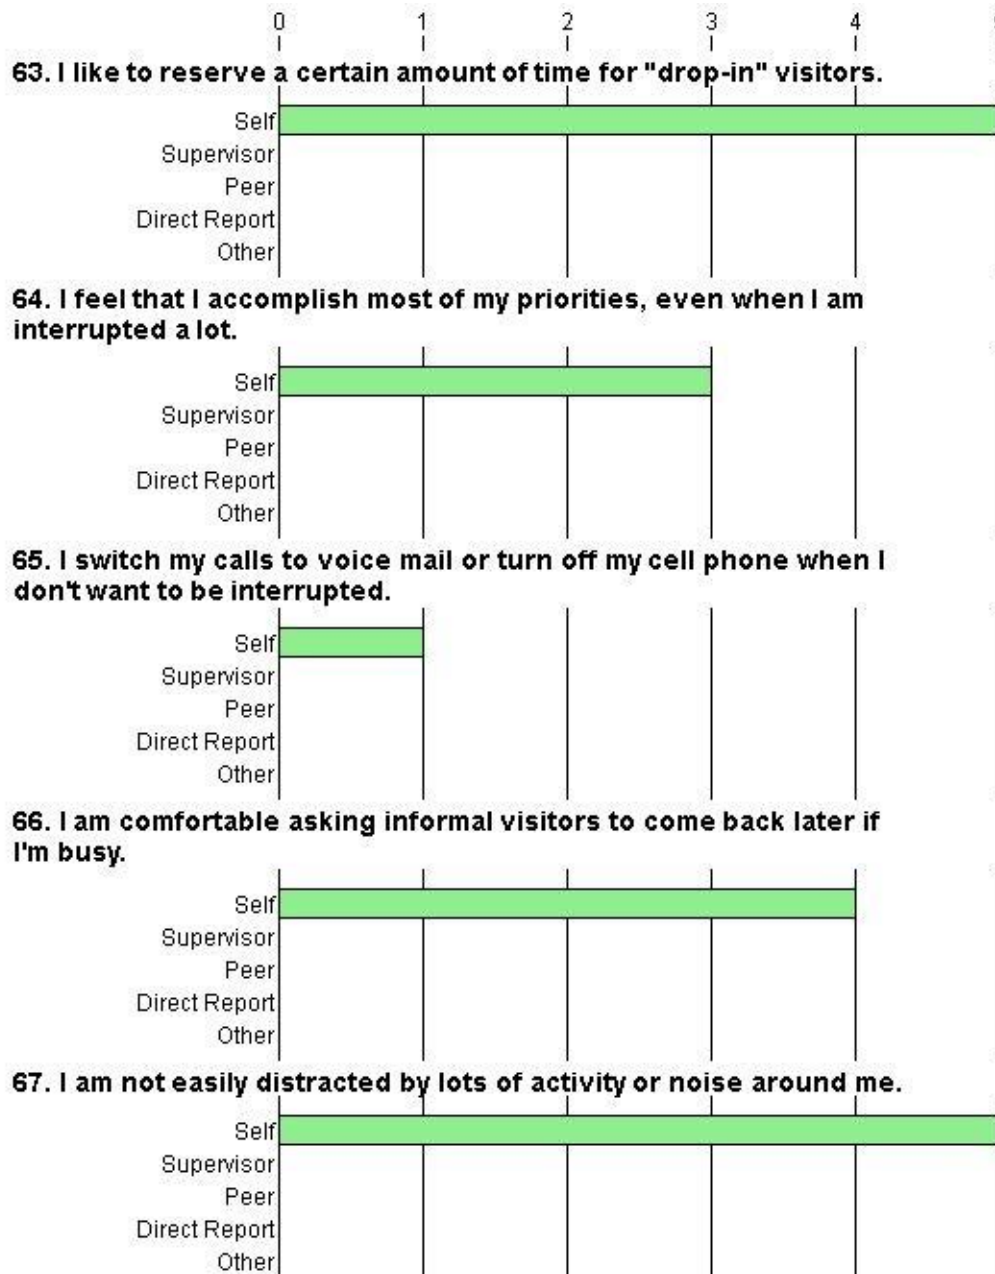 0 1 2 3 4
63. I like to reserve a certain amount of time for "drop-in" visitors.
Self
Supervisor
Peer
Direct Report
Other
64. I feel that I accomplish most of my priorities, even when I am
interrupted a lot.
Self
Supervisor
Peer
Direct Report
Other
65. I switch my calls to voice mail or turn off my cell phone when I
don't want to be interrupted.
Self
Supervisor
Peer
Direct Report
Other
66. I am comfortable asking informal visitors to come back later if
I'm busy.
Self
Supervisor
Peer
Direct Report
Other
67. I am not easily distracted by lots of activity or noise around me.
Self
Supervisor
Peer
Direct Report
Other